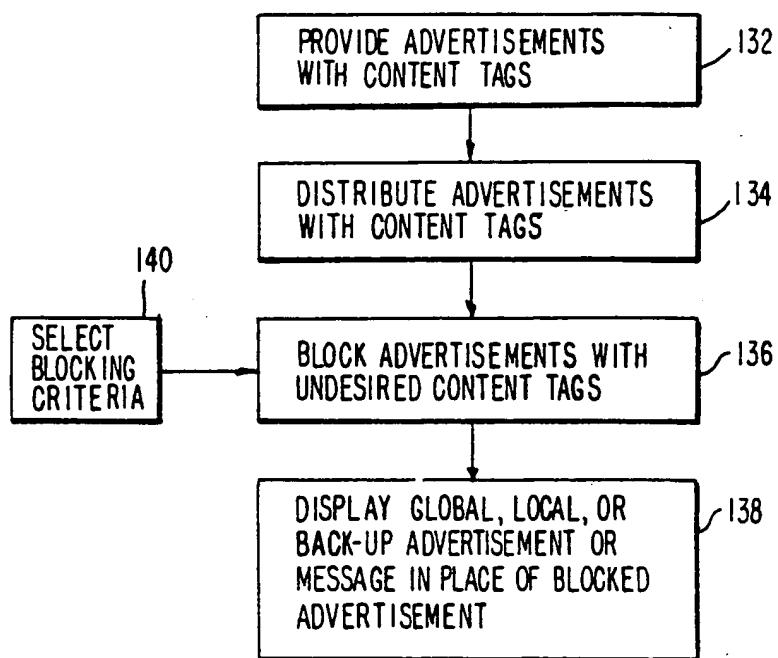 PROVIDE ADVERTISEMENTS
WITH CONTENT TAGS
132
DISTRIBUTE ADVERTISEMENTS
WITH CONTENT TAGS
134
140
SELECT
BLOCKING
CRITERIA
BLOCK ADVERTISEMENTS WITH
UNDESIRED CONTENT TAGS
136
DISPLAY GLOBAL, LOCAL, OR
BACK-UP ADVERTISEMENT OR
MESSAGE IN PLACE OF BLOCKED
ADVERTISEMENT
138